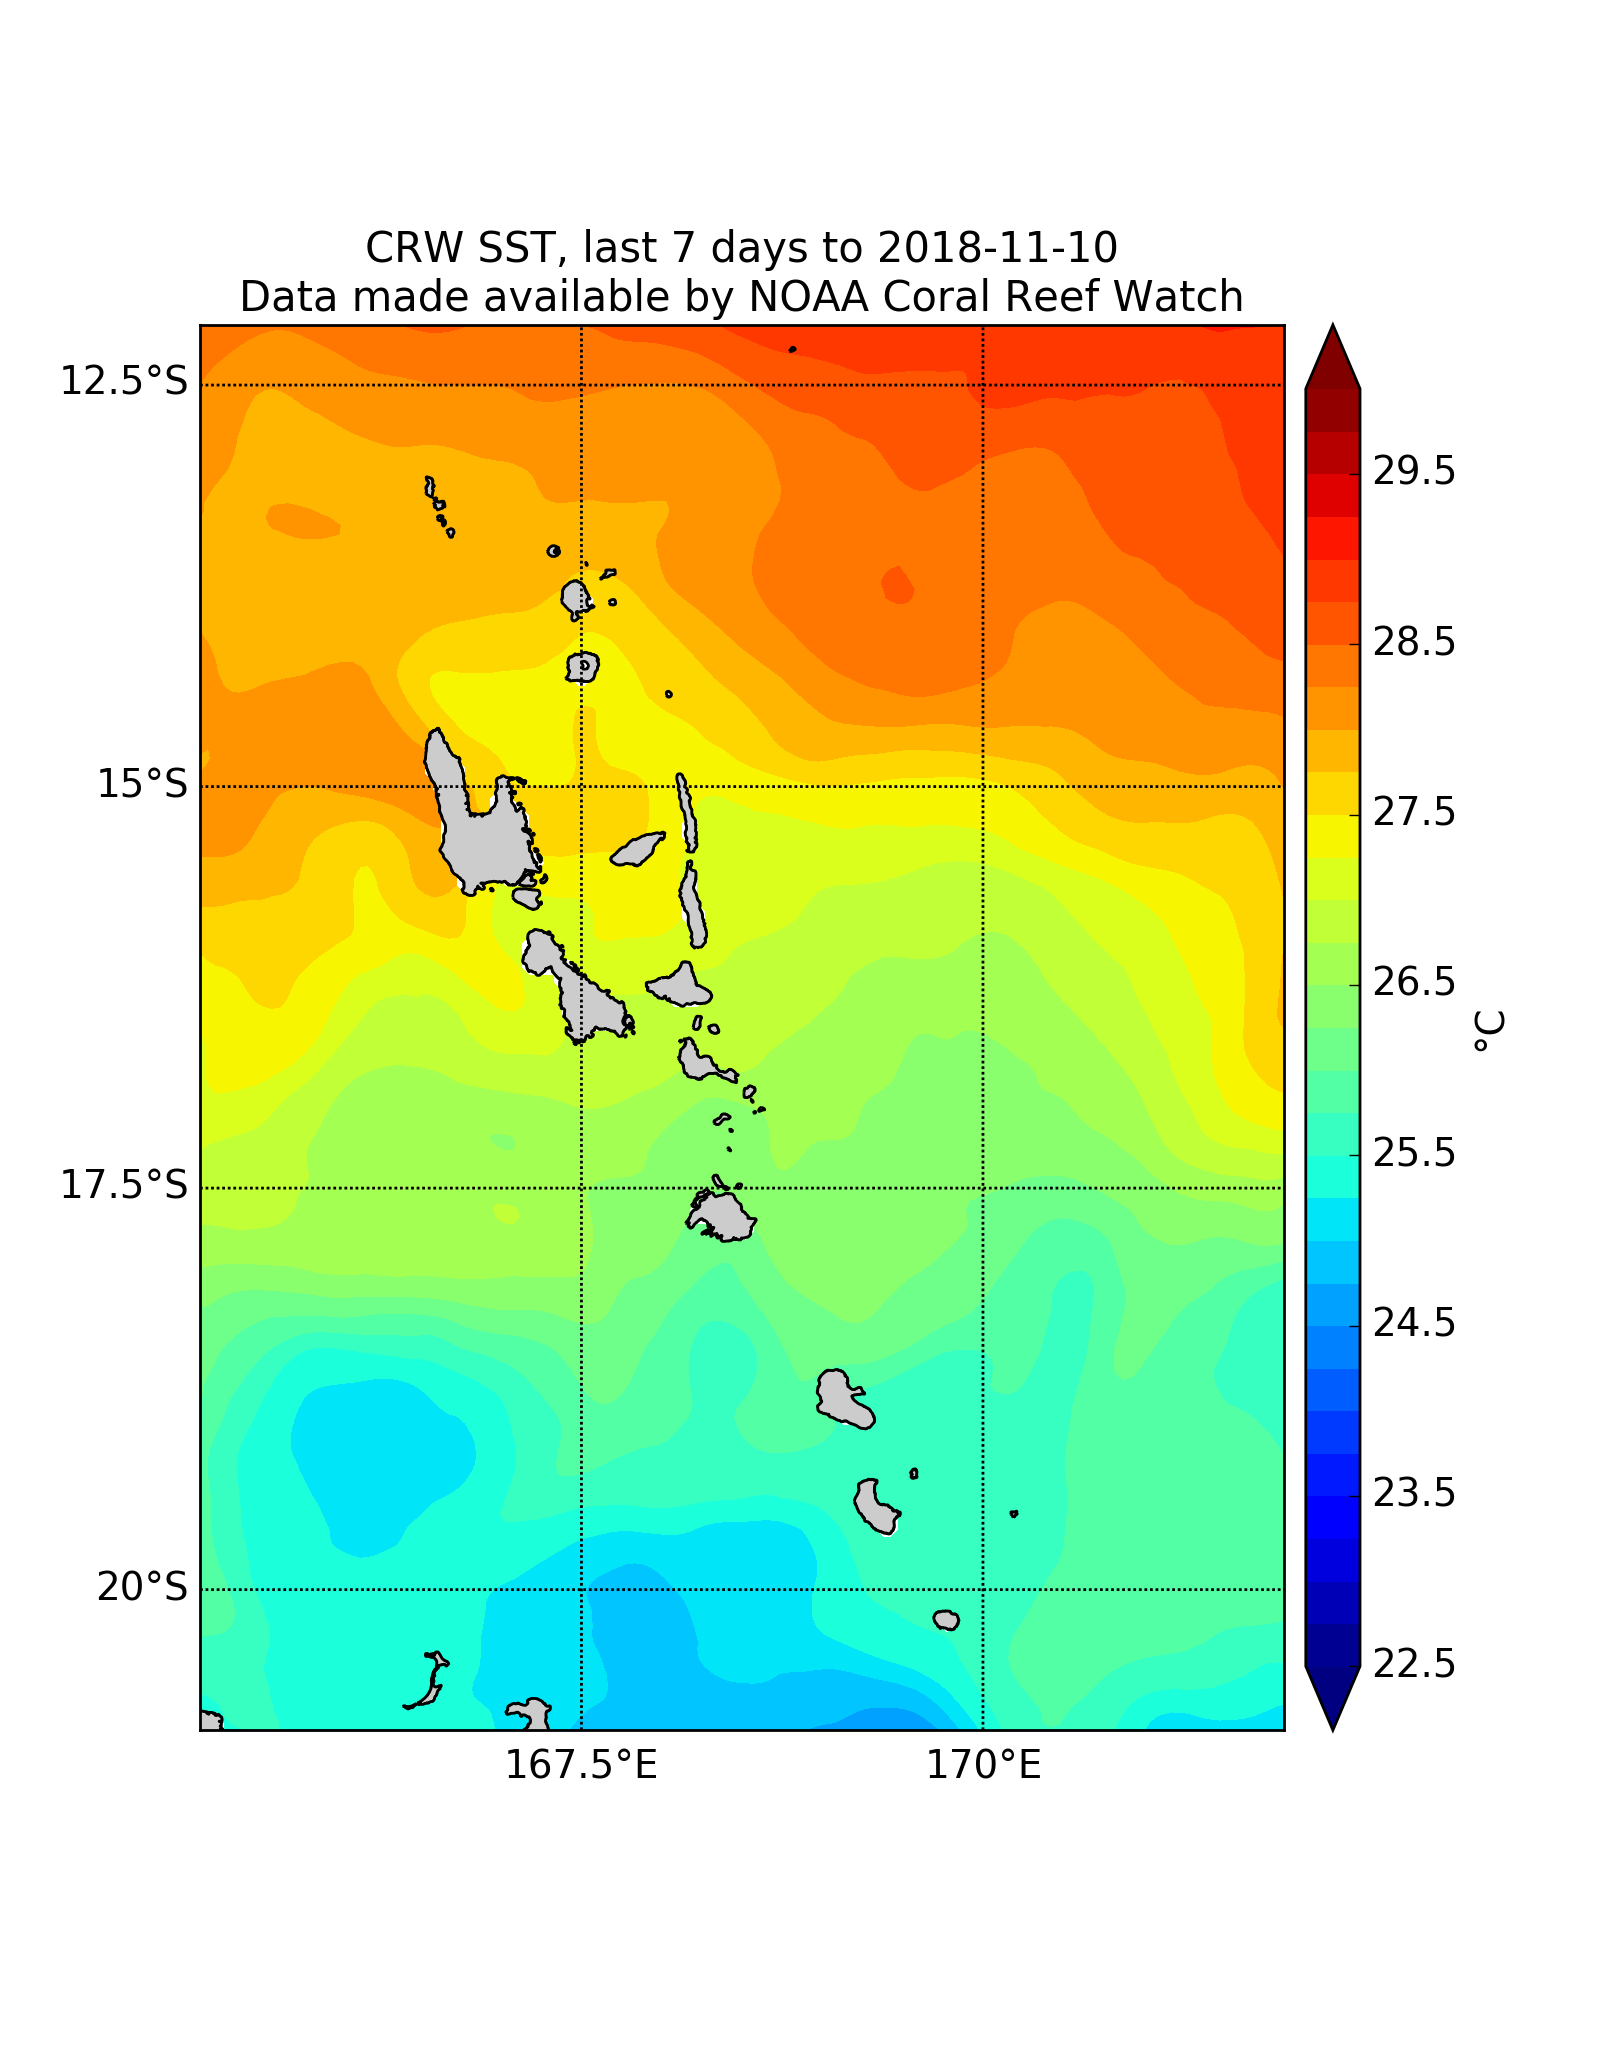 CRW SST, last 7 days to 2018-11-10
Data made available by NOAA Coral Reef Watch
12.5°S
15°S
17.5°S
20°S
167.5°E
170°E
29.5
28.5
27.5
26.5
25.5
24.5
23.5
22.5
°C